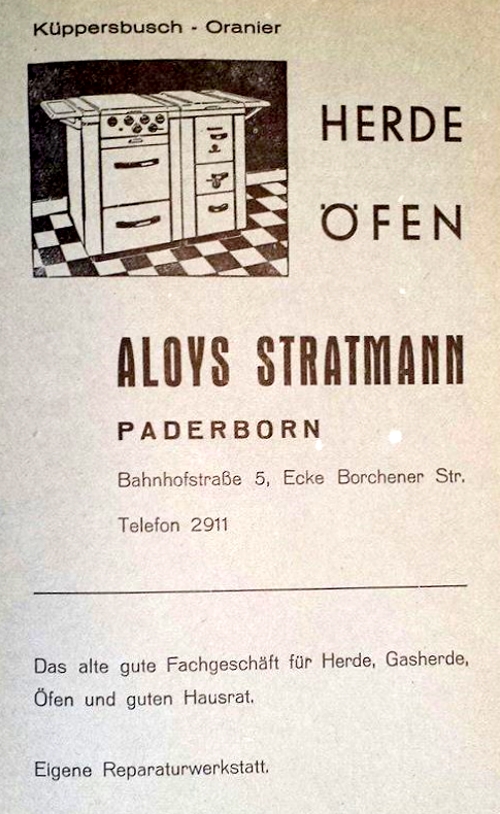 Küppersbusch - Oranier
HERDE
ÖFEN
ALOYS STRATMANN
PADERBORN
Bahnhofstraße 5, Ecke Borchener Str.
Telefon 2911
Das alte gute Fachgeschäft für Herde, Gasherde,
Öfen und guten Hausrat.
Eigene Reparaturwerkstatt.